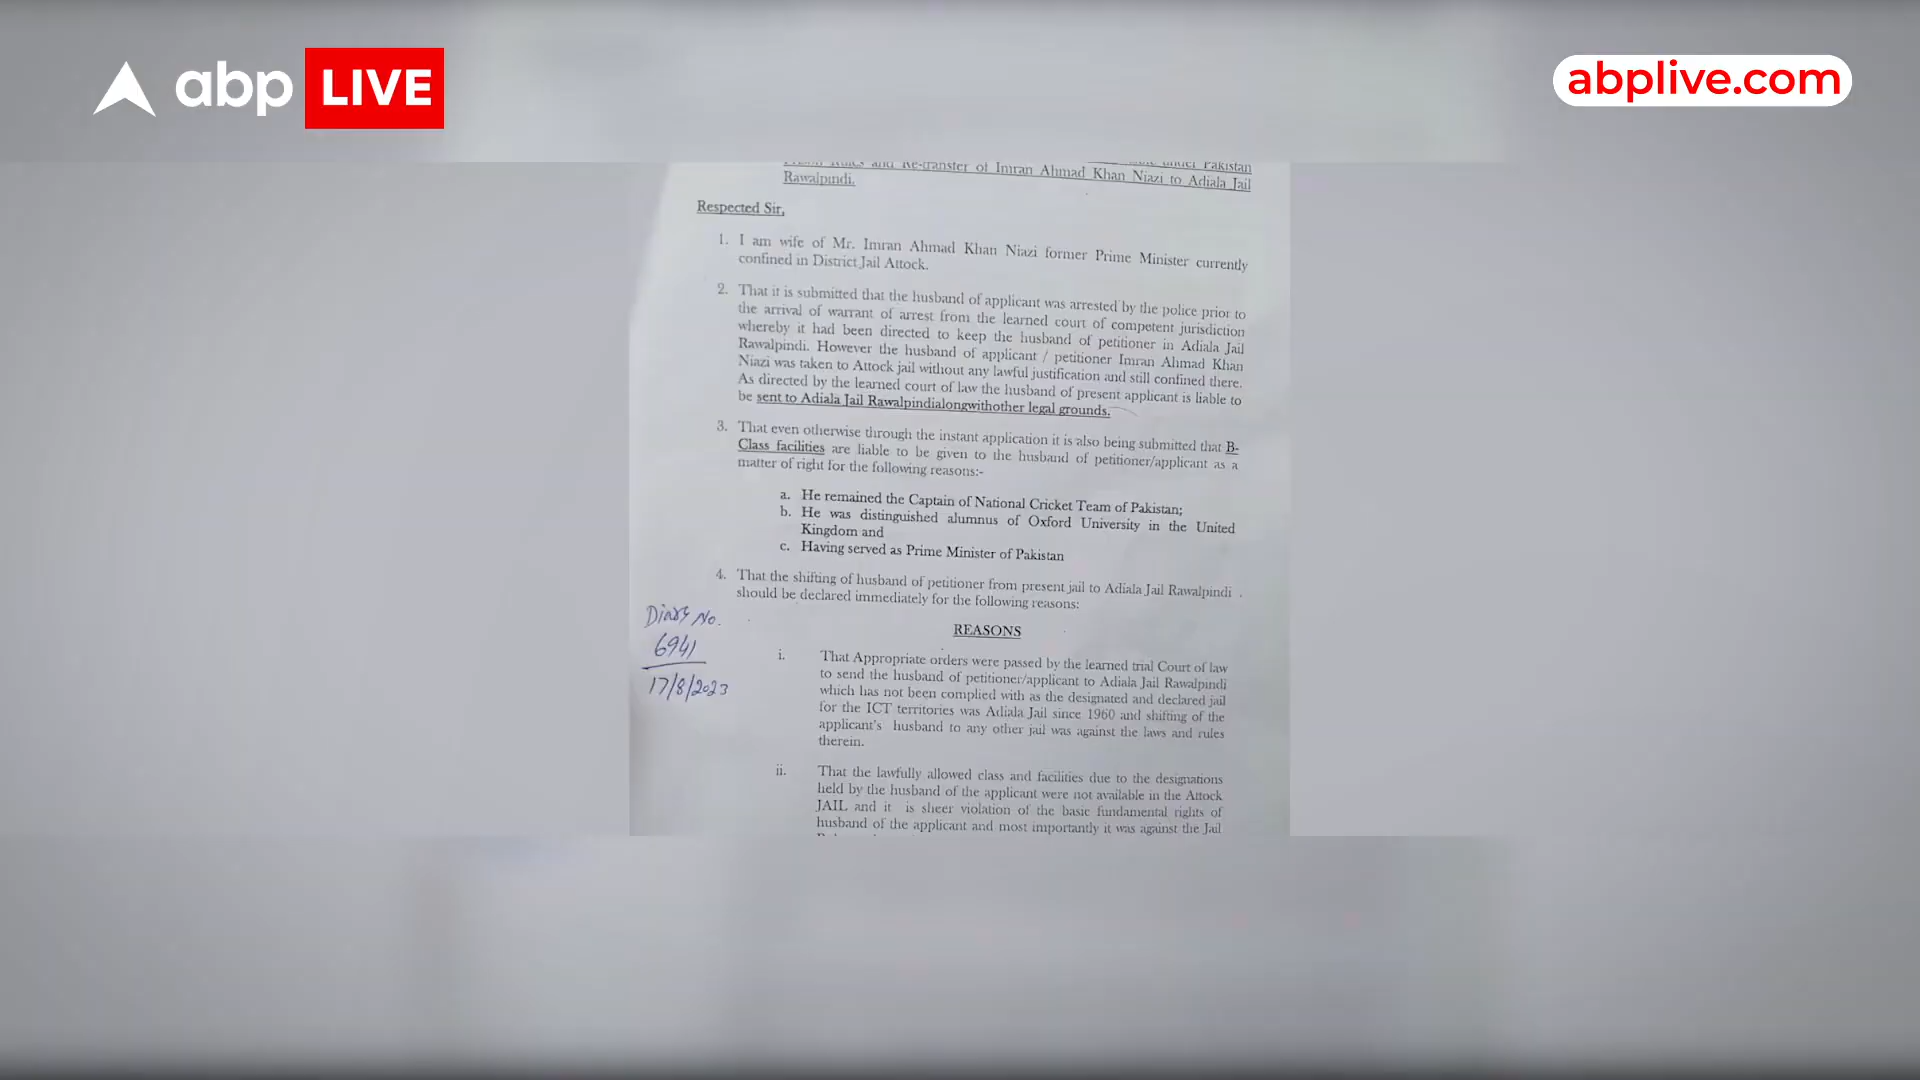 abp LIVE
abplive.com
Prison Rules and Re-transfer of Imran Ahmad Khan Niazi to Adiala Jail
under Pakistan
Rawalpindi.
Respected Sir,
1. I am wife of Mr. Imran Ahmad Khan Niazi former Prime Minister currently
confined in District Jail Attock.
2. That it is submitted that the husband of applicant was arrested by the police prior to
the arrival of warrant of arrest from the learned court of competent jurisdiction
whereby it had been directed to keep the husband of petitioner in Adiala Jail
Rawalpindi. However the husband of applicant / petitioner Imran Ahmad Khan
Niazi was taken to Attock jail without any lawful justification and still confined there.
As directed by the learned court of law the husband of present applicant is liable to
be sent to Adiala Jail Rawalpindialongwithother legal grounds.
3. That even otherwise through the instant application it is also being submitted that B-
Class facilities are liable to be given to the husband of petitioner/applicant as a
matter of right for the following reasons:-
a. He remained the Captain of National Cricket Team of Pakistan;
b. He was distinguished alumnus of Oxford University in the United
Kingdom and
c. Having served as Prime Minister of Pakistan
4. That the shifting of husband of petitioner from present jail to Adiala Jail Rawalpindi
should be declared immediately for the following reasons:
Diary No.
6941
17/8/2023
REASONS
i. That Appropriate orders were passed by the learned trial Court of law
to send the husband of petitioner/applicant to Adiala Jail Rawalpindi
which has not been complied with as the designated and declared jail
for the ICT territories was Adiala Jail since 1960 and shifting of the
applicant's husband to any other jail was against the laws and rules
therein.
ii. That the lawfully allowed class and facilities due to the designations
held by the husband of the applicant were not available in the Attock
JAIL and it is sheer violation of the basic fundamental rights of
husband of the applicant and most importantly it was against the Jail